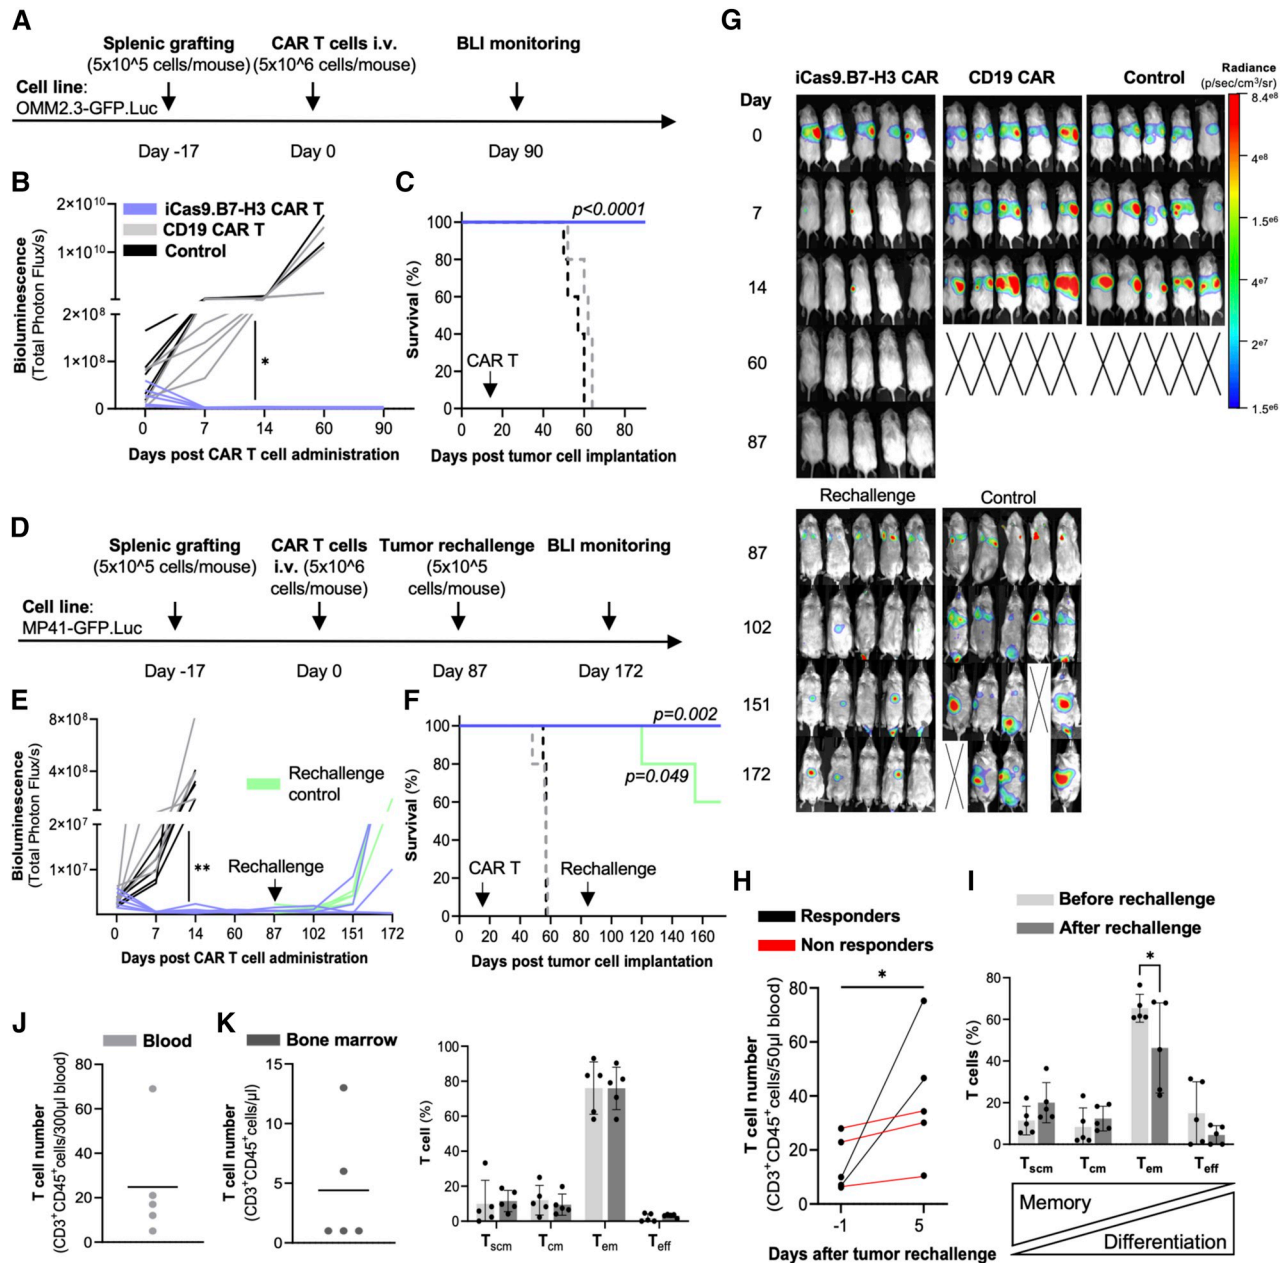 A
Splenic grafting
(5x10^5 cells/mouse)
CAR T cells i.v.
(5x10^6 cells/mouse)
BLI monitoring
Cell line:
OMM2.3-GFP.Luc
Day -17
Day 0
Day 90
B
2×10¹⁰
1×10¹⁰
2×10⁸
1×10⁸
0
iCas9.B7-H3 CAR T
CD19 CAR T
Control
*
Bioluminescence
(Total Photon Flux/s)
0 7 14 60 90
Days post CAR T cell administration
C
p<0.0001
100
80
60
40
20
0
Survival (%)
CAR T
0 20 40 60 80
Days post tumor cell implantation
D
Splenic grafting
(5x10^5 cells/mouse)
CAR T cells
i.v. (5x10^6
cells/mouse)
Tumor rechallenge
(5x10^5
cells/mouse)
BLI monitoring
Cell line:
MP41-GFP.Luc
Day -17
Day 0
Day 87
Day 172
E
8×10⁸
4×10⁸
2×10⁷
1×10⁷
Rechallenge
control
Rechallenge
**
Bioluminescence
(Total Photon Flux/s)
0 7 14 60 87 102 151 172
Days post CAR T cell administration
F
p=0.002
p=0.049
100
80
60
40
20
0
Survival (%)
CAR T
Rechallenge
0 20 40 60 80 100 120 140 160
Days post tumor cell implantation
G
iCas9.B7-H3 CAR
CD19 CAR
Control
Radiance
(p/sec/cm³/sr)
8.4e⁸
4e⁸
1.5e⁶
4e⁷
2e⁷
1.5e⁶
Day
0
7
14
60
87
Rechallenge
Control
87
102
151
172
H
Responders
Non responders
*
80
60
40
20
0
T cell number
(CD3⁺CD45⁺cells/50µl blood)
-1 5
Days after tumor rechallenge
I
Before rechallenge
After rechallenge
*
80
60
40
20
0
T cells (%)
Tscm Tcm Tem Teff
Memory
Differentiation
J
Blood
80
60
40
20
0
T cell number
(CD3⁺CD45⁺cells/300µl blood)
K
Bone marrow
15
10
5
0
T cell number
(CD3⁺CD45⁺cells/µl)
100
80
60
40
20
0
T cell (%)
Tscm Tcm Tem Teff